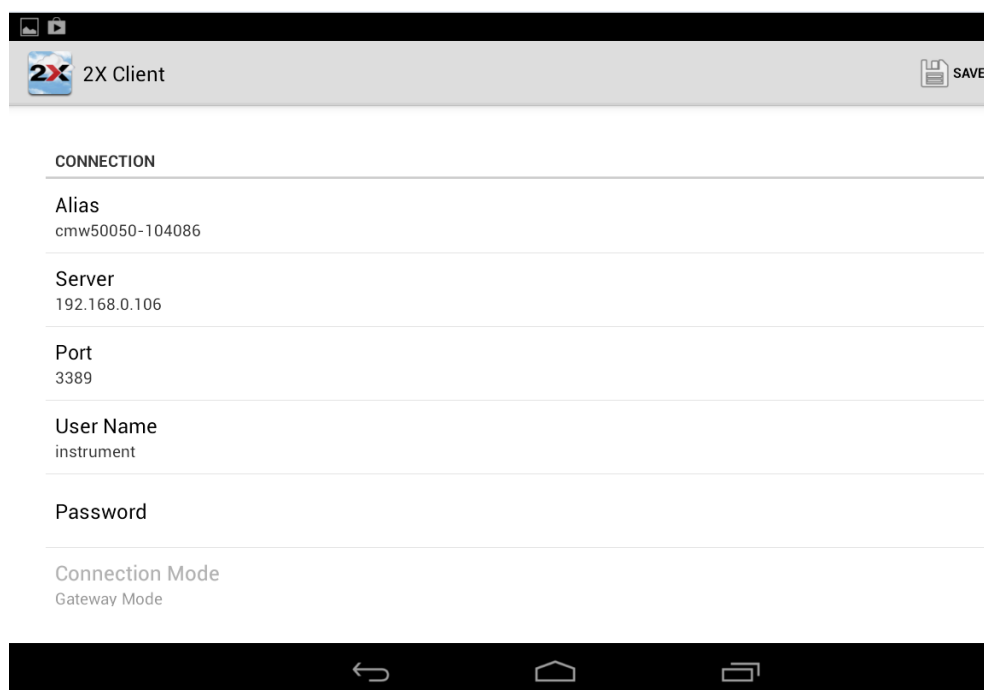 2X 2X Client SAVE
CONNECTION
Alias
cmw50050-104086
Server
192.168.0.106
Port
3389
User Name
instrument
Password
Connection Mode
Gateway Mode